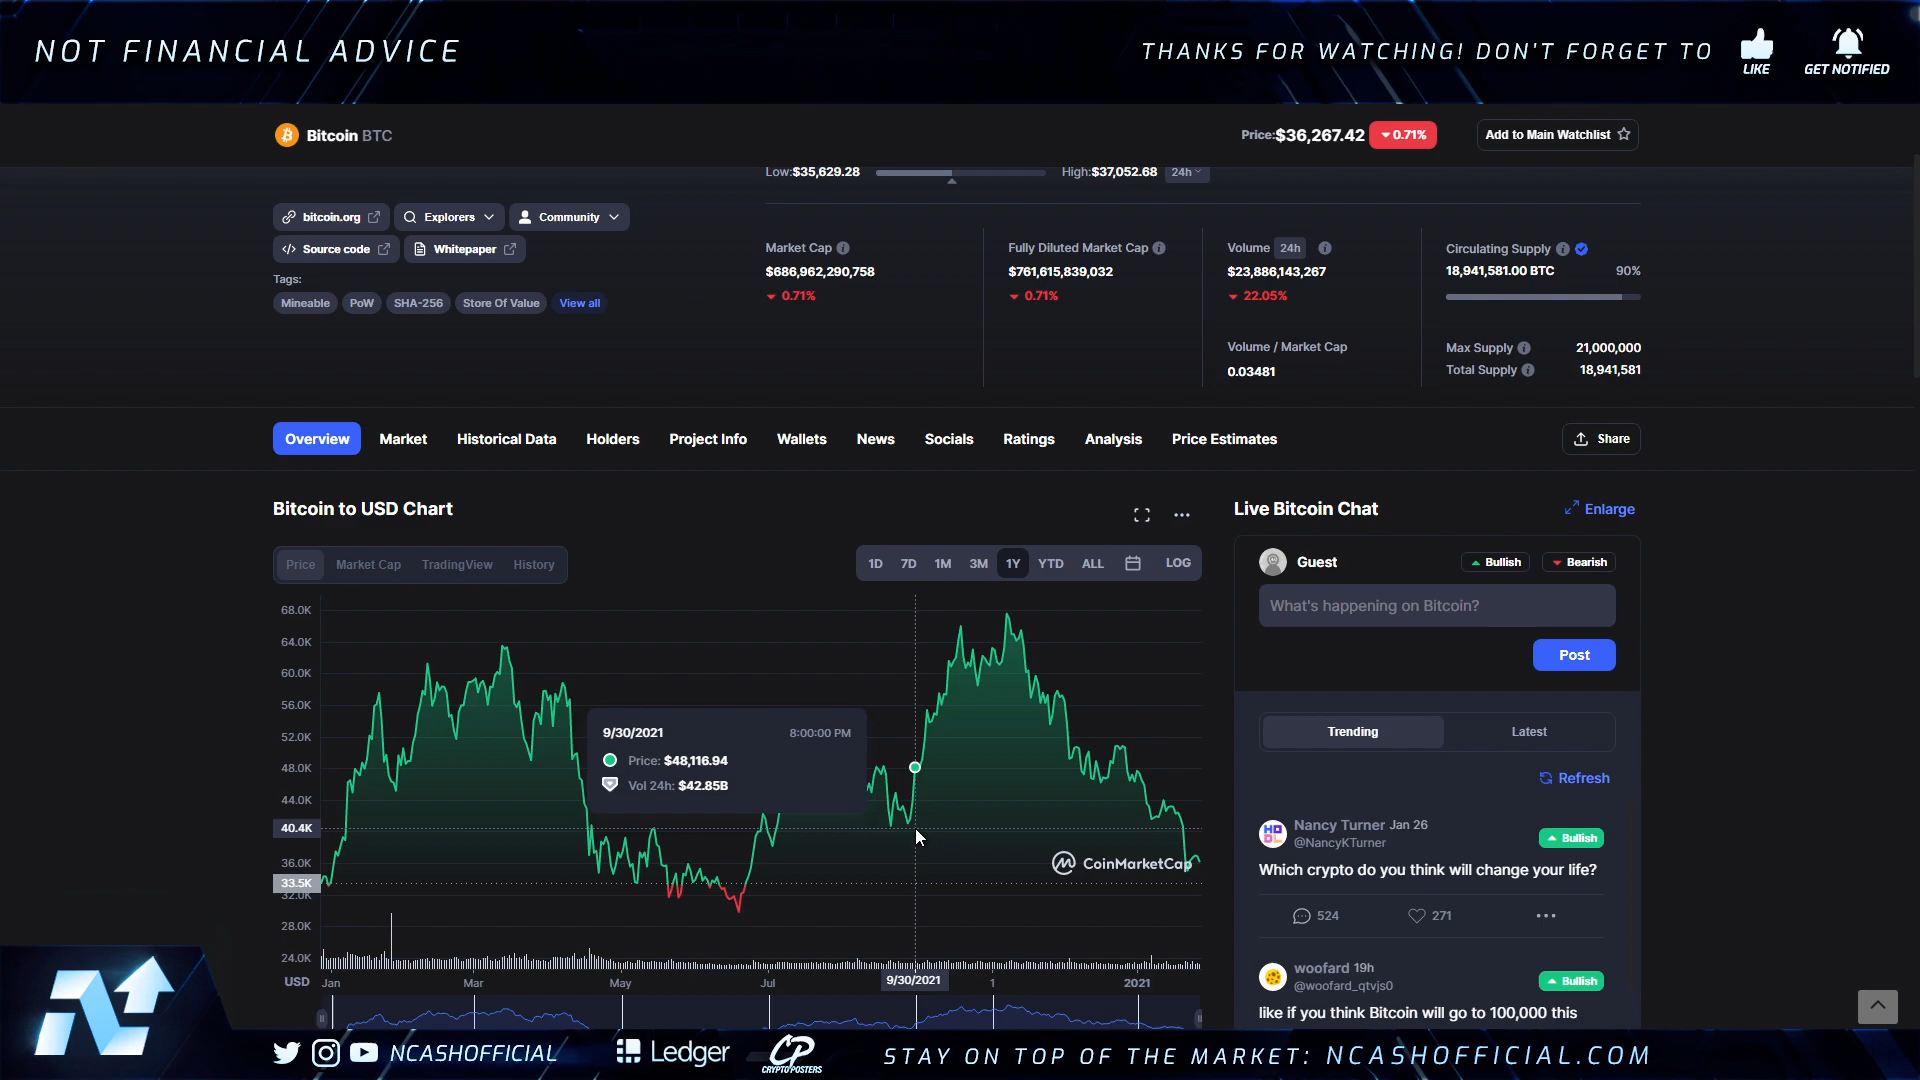 NOT FINANCIAL ADVICE
THANKS FOR WATCHING! DON'T FORGET TO
LIKE
GET NOTIFIED
Bitcoin BTC
Price:$36,267.42 0.71%
Add to Main Watchlist
Low:$35,629.28
High:$37,052.68 24h
bitcoin.org
Explorers
Community
Source code
Whitepaper
Tags:
Mineable PoW SHA-256 Store Of Value View all
Market Cap
$686,962,290,758
0.71%
Fully Diluted Market Cap
$761,615,839,032
0.71%
Volume 24h
$23,886,143,267
22.05%
Volume / Market Cap
0.03481
Circulating Supply
18,941,581.00 BTC 90%
Max Supply 21,000,000
Total Supply 18,941,581
Overview Market Historical Data Holders Project Info Wallets News Socials Ratings Analysis Price Estimates
Share
Bitcoin to USD Chart
Price Market Cap TradingView History
1D 7D 1M 3M 1Y YTD ALL LOG
68.0K
64.0K
60.0K
56.0K
52.0K
48.0K
44.0K
40.4K
36.0K
33.5K
32.0K
28.0K
24.0K
9/30/2021 8:00:00 PM
Price: $48,116.94
Vol 24h: $42.85B
CoinMarketCap
USD Jan Mar May Jul 9/30/2021 1 2021
Live Bitcoin Chat
Enlarge
Guest
Bullish
Bearish
What's happening on Bitcoin?
Post
Trending
Latest
Refresh
Nancy Turner Jan 26
@NancyKTurner
Bullish
Which crypto do you think will change your life?
524 271
woofard 19h
@woofard_qtvjs0
Bullish
like if you think Bitcoin will go to 100,000 this
NCASHOFFICIAL
Ledger
CP
CRYPTOPOSTERS
STAY ON TOP OF THE MARKET: NCASHOFFICIAL.COM